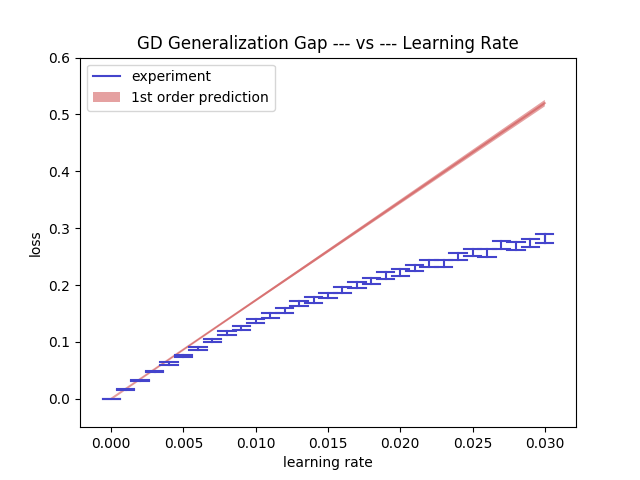 GD Generalization Gap --- vs --- Learning Rate
experiment
1st order prediction
0.6
0.5
0.4
0.3
0.2
0.1
0.0
loss
0.000 0.005 0.010 0.015 0.020 0.025 0.030
learning rate